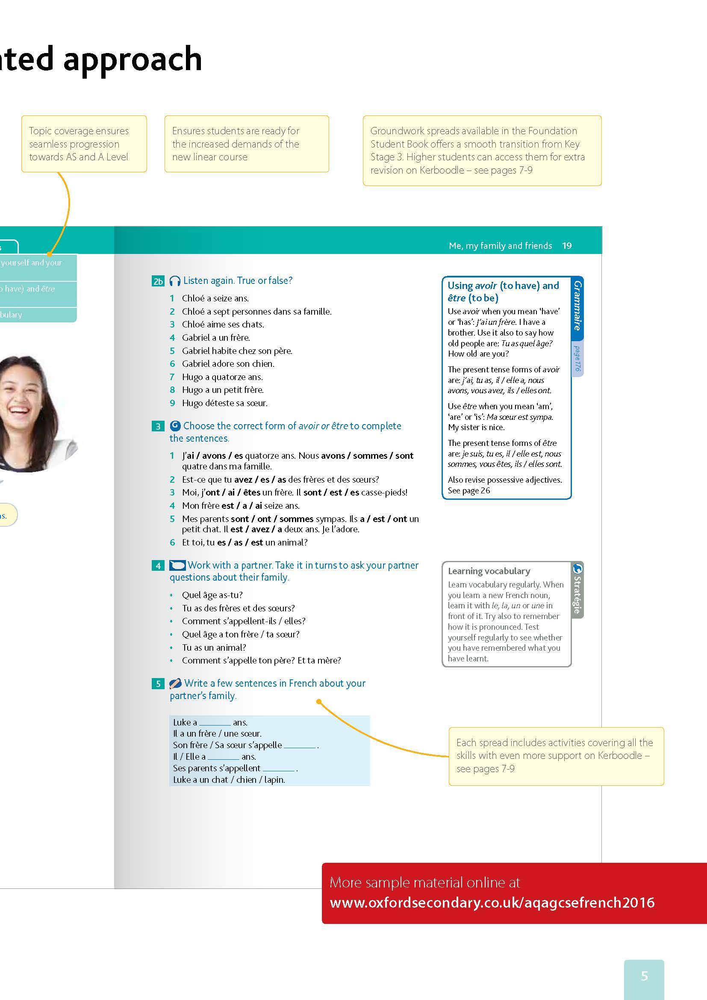 ated approach
Topic coverage ensures
seamless progression
towards AS and A Level
Ensures students are ready for
the increased demands of the
new linear course
Groundwork spreads available in the Foundation
Student Book offers a smooth transition from Key
Stage 3. Higher students can access them for extra
revision on Kerboodle – see pages 7-9
s
yourself and your
o have) and être
bulary
ns.
Me, my family and friends 19
2b Listen again. True or false?
1 Chloé a seize ans.
2 Chloé a sept personnes dans sa famille.
3 Chloé aime ses chats.
4 Gabriel a un frère.
5 Gabriel habite chez son père.
6 Gabriel adore son chien.
7 Hugo a quatorze ans.
8 Hugo a un petit frère.
9 Hugo déteste sa sœur.
3 G Choose the correct form of avoir or être to complete
the sentences.
1 J’ai / avons / es quatorze ans. Nous avons / sommes / sont
quatre dans ma famille.
2 Est-ce que tu avez / es / as des frères et des sœurs?
3 Moi, j’ont / ai / êtes un frère. Il sont / est / es casse-pieds!
4 Mon frère est / a / ai seize ans.
5 Mes parents sont / ont / sommes sympas. Ils a / est / ont un
petit chat. Il est / avez / a deux ans. Je l’adore.
6 Et toi, tu es / as / est un animal?
4 Work with a partner. Take it in turns to ask your partner
questions about their family.
• Quel âge as-tu?
• Tu as des frères et des sœurs?
• Comment s’appellent-ils / elles?
• Quel âge a ton frère / ta sœur?
• Tu as un animal?
• Comment s’appelle ton père? Et ta mère?
5 Write a few sentences in French about your
partner’s family.
Luke a ______ ans.
Il a un frère / une sœur.
Son frère / Sa sœur s’appelle ______ .
Il / Elle a ______ ans.
Ses parents s’appellent ______ .
Luke a un chat / chien / lapin.
Grammaire
page 176
Using avoir (to have) and
être (to be)
Use avoir when you mean ‘have’
or ‘has’: J’ai un frère. I have a
brother. Use it also to say how
old people are: Tu as quel âge?
How old are you?
The present tense forms of avoir
are: j’ai, tu as, il / elle a, nous
avons, vous avez, ils / elles ont.
Use être when you mean ‘am’,
‘are’ or ‘is’: Ma sœur est sympa.
My sister is nice.
The present tense forms of être
are: je suis, tu es, il / elle est, nous
sommes, vous êtes, ils / elles sont.
Also revise possessive adjectives.
See page 26
Stratégie
Learning vocabulary
Learn vocabulary regularly. When
you learn a new French noun,
learn it with le, la, un or une in
front of it. Try also to remember
how it is pronounced. Test
yourself regularly to see whether
you have remembered what you
have learnt.
Each spread includes activities covering all the
skills with even more support on Kerboodle –
see pages 7-9
More sample material online at
www.oxfordsecondary.co.uk/aqagcsefrench2016
5